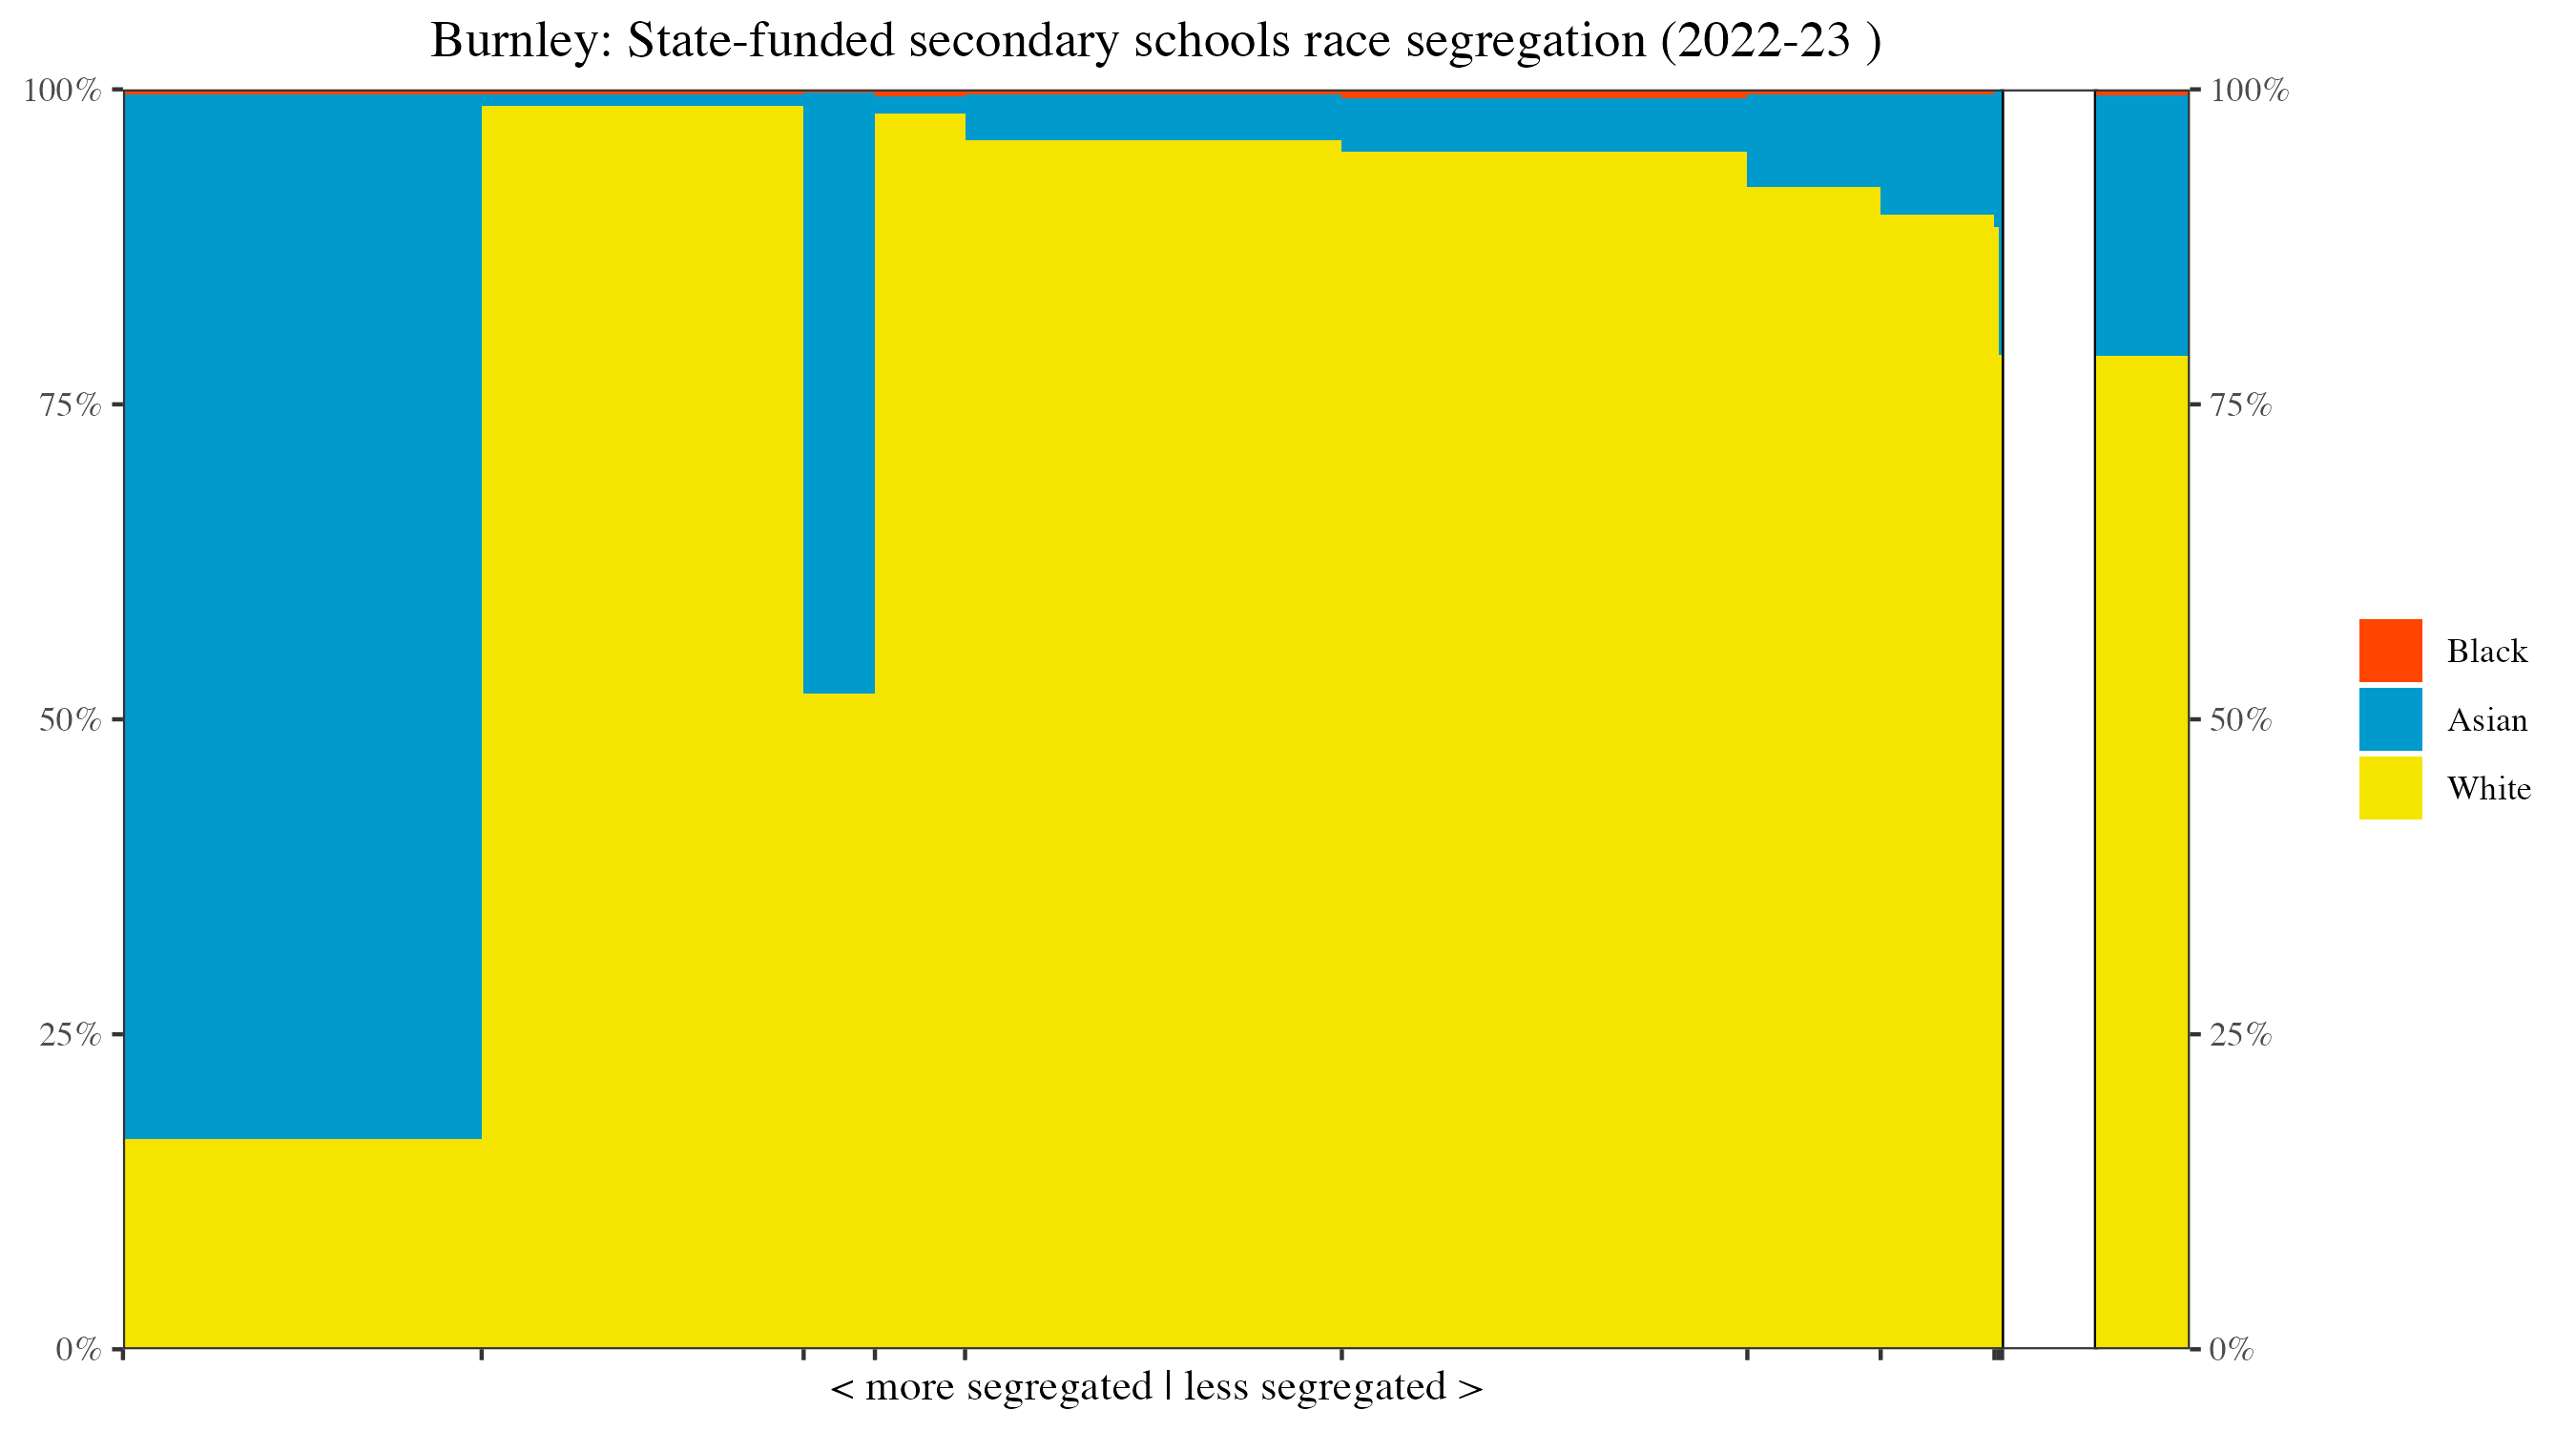 Burnley: State-funded secondary schools race segregation (2022-23 )
100%
75%
50%
25%
0%
100%
75%
50%
25%
0%
Black
Asian
White
< more segregated | less segregated >